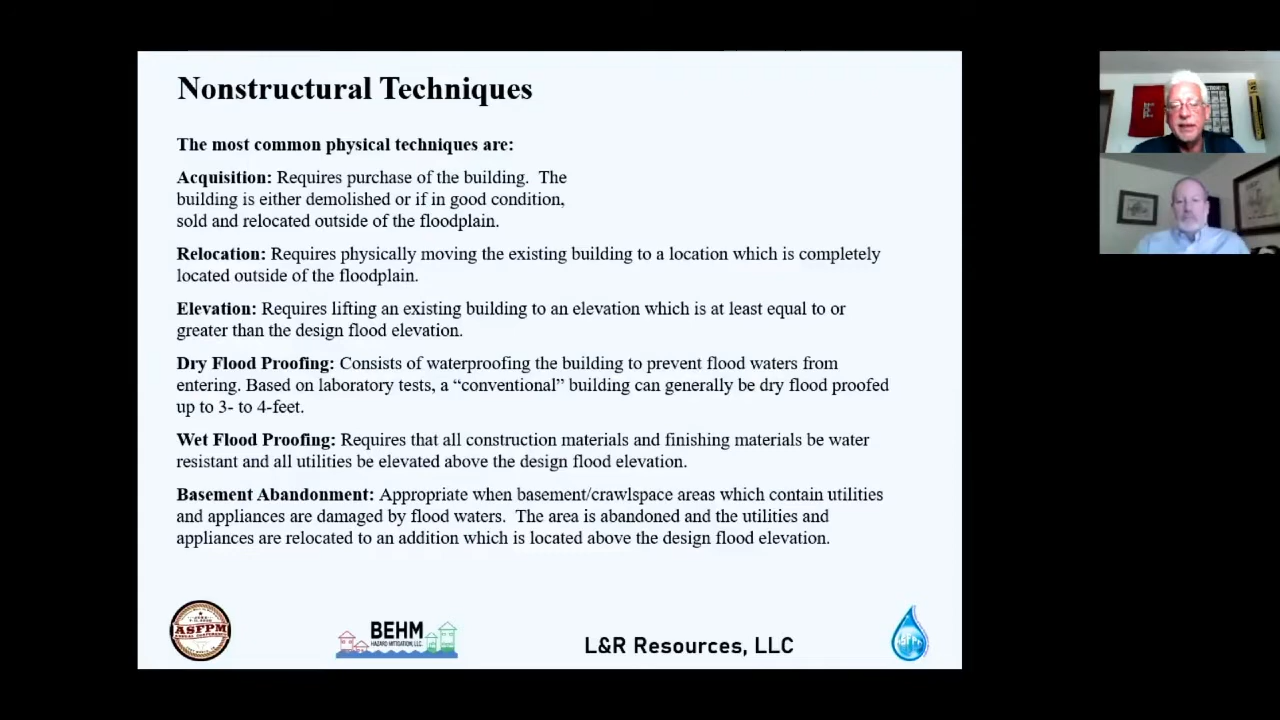 Nonstructural Techniques
The most common physical techniques are:
Acquisition: Requires purchase of the building. The
building is either demolished or if in good condition,
sold and relocated outside of the floodplain.
Relocation: Requires physically moving the existing building to a location which is completely
located outside of the floodplain.
Elevation: Requires lifting an existing building to an elevation which is at least equal to or
greater than the design flood elevation.
Dry Flood Proofing: Consists of waterproofing the building to prevent flood waters from
entering. Based on laboratory tests, a “conventional” building can generally be dry flood proofed
up to 3- to 4-feet.
Wet Flood Proofing: Requires that all construction materials and finishing materials be water
resistant and all utilities be elevated above the design flood elevation.
Basement Abandonment: Appropriate when basement/crawlspace areas which contain utilities
and appliances are damaged by flood waters. The area is abandoned and the utilities and
appliances are relocated to an addition which is located above the design flood elevation.
ASFPM
BEHM
HAZARD MITIGATION, LLC.
L&R Resources, LLC